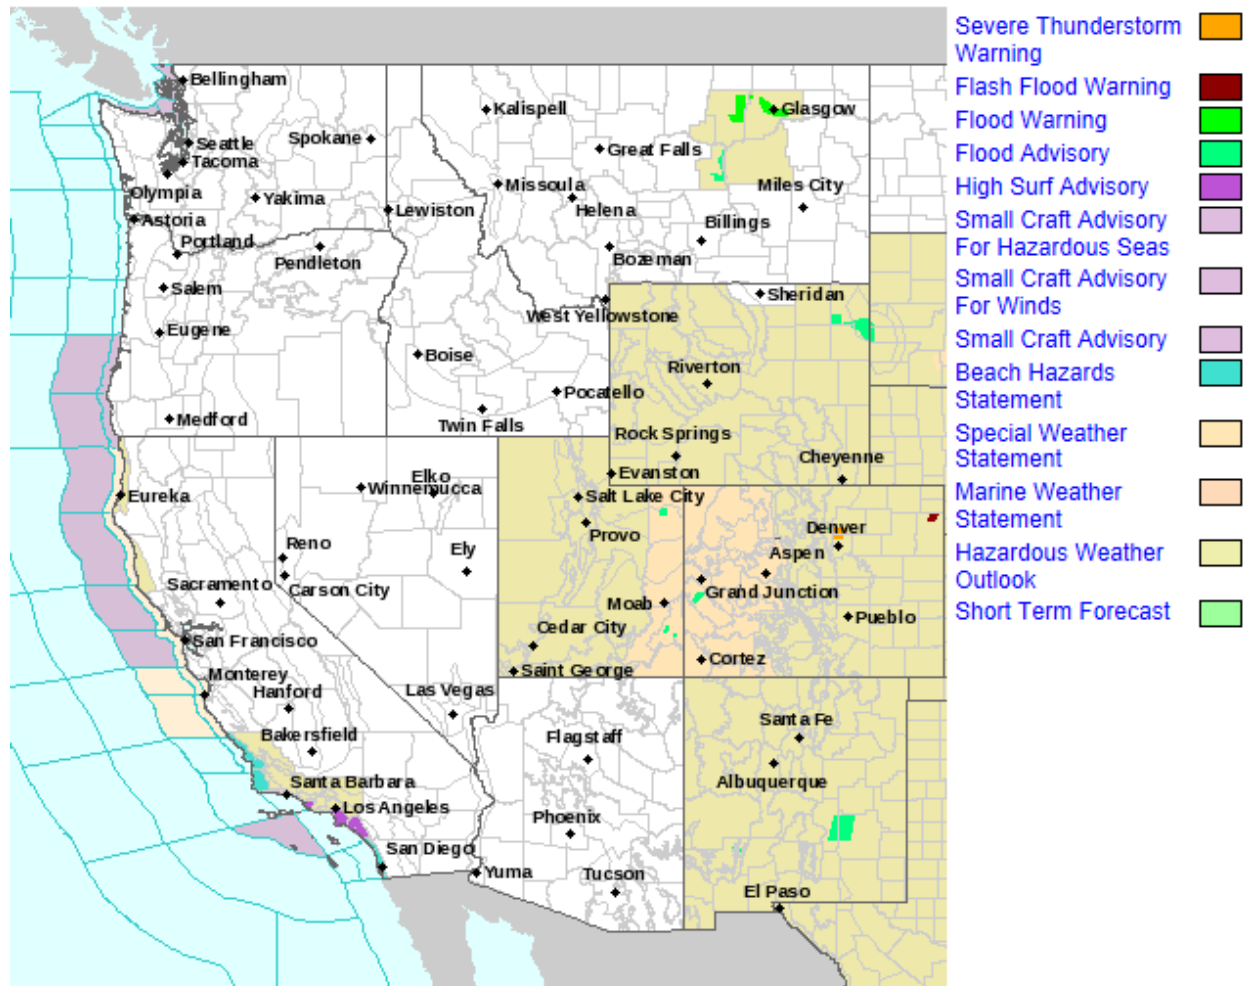 Bellingham
Kalispell
Glasgow
Seattle
Spokane
Great Falls
Tacoma
Olympia
Yakima
Missoula
Miles City
Lewiston
Helena
Billings
Astoria
Portland
Pendleton
Bozeman
Salem
Sheridan
West Yellowstone
Eugene
Boise
Riverton
Pocatello
Medford
Twin Falls
Rock Springs
Cheyenne
Evanston
Elko
Winnemucca
Eureka
Salt Lake City
Provo
Denver
Reno
Ely
Aspen
Sacramento
Carson City
Grand Junction
Moab
Pueblo
Cedar City
San Francisco
Cortez
Saint George
Monterey
Hanford
Las Vegas
Santa Fe
Bakersfield
Flagstaff
Albuquerque
Santa Barbara
Los Angeles
Phoenix
San Diego
Yuma
Tucson
El Paso
Severe Thunderstorm
Warning
Flash Flood Warning
Flood Warning
Flood Advisory
High Surf Advisory
Small Craft Advisory
For Hazardous Seas
Small Craft Advisory
For Winds
Small Craft Advisory
Beach Hazards
Statement
Special Weather
Statement
Marine Weather
Statement
Hazardous Weather
Outlook
Short Term Forecast